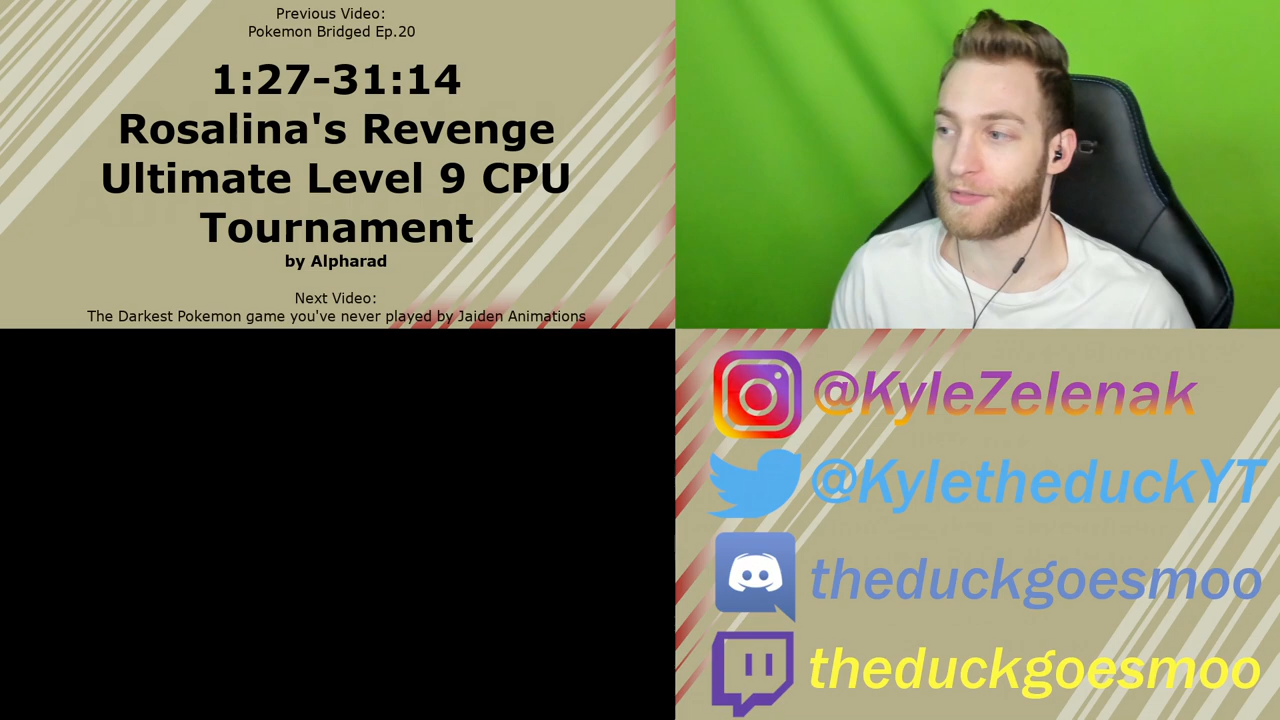 Previous Video:
Pokemon Bridged Ep.20
1:27-31:14
Rosalina's Revenge
Ultimate Level 9 CPU
Tournament
by Alpharad
Next Video:
The Darkest Pokemon game you've never played by Jaiden Animations
@KyleZelenak
@KyletheduckYT
theduckgoesmoo
theduckgoesmoo